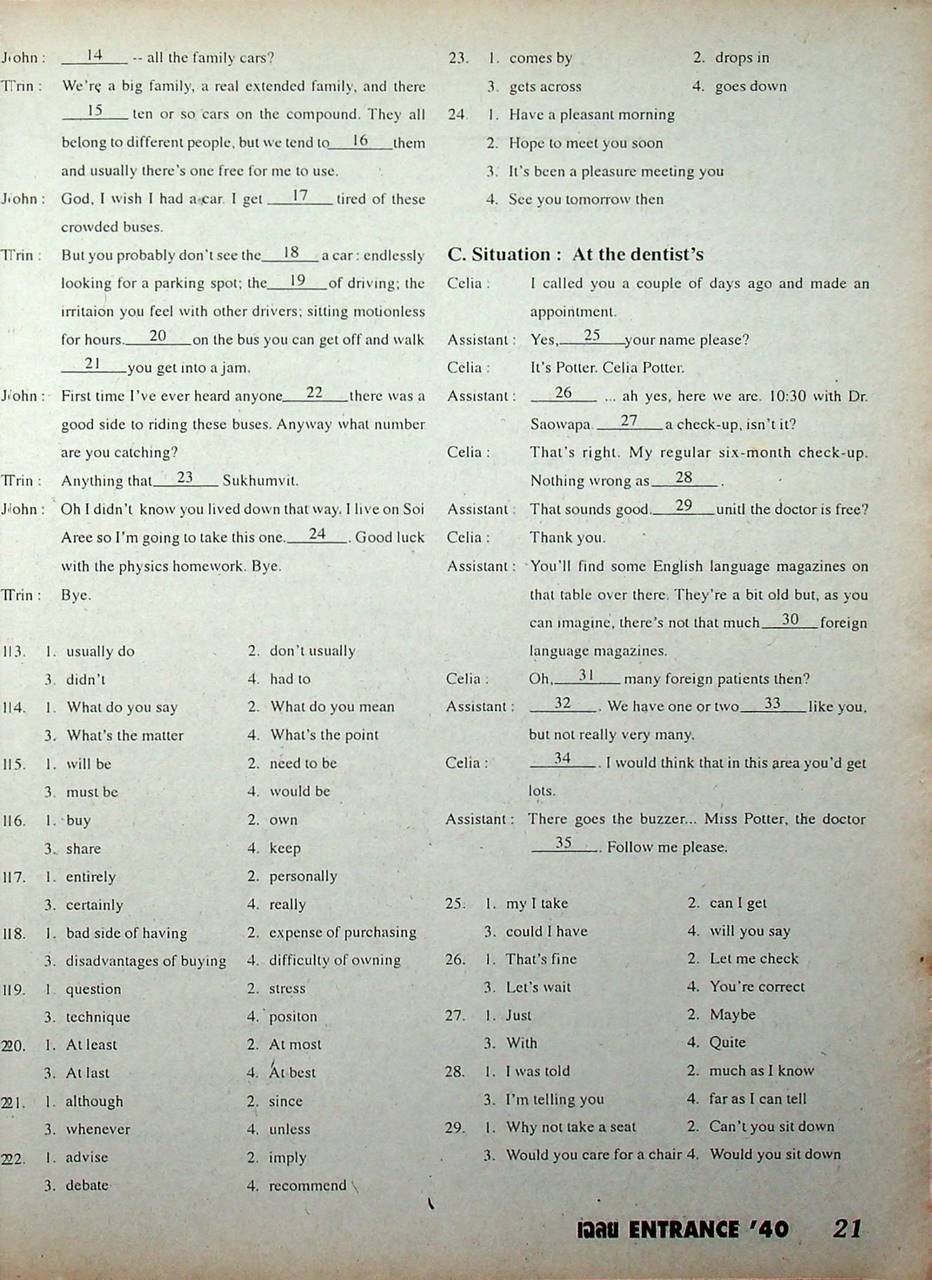 John : 14 -- all the family cars?
Trin : We're a big family, a real extended family, and there
15 ten or so cars on the compound. They all
belong to different people, but we tend to 16 them
and usually there's one free for me to use.
John : God, I wish I had a car. I get 17 tired of these
crowded buses.
Trin : But you probably don't see the 18 a car: endlessly
looking for a parking spot; the 19 of driving; the
irritaion you feel with other drivers; sitting motionless
for hours. 20 on the bus you can get off and walk
21 you get into a jam.
John : First time I've ever heard anyone 22 there was a
good side to riding these buses. Anyway what number
are you catching?
Trin : Anything that 23 Sukhumvit.
John : Oh I didn't know you lived down that way. I live on Soi
Aree so I'm going to take this one. 24 . Good luck
with the physics homework. Bye.
Trin : Bye.
113. 1. usually do 2. don't usually
3. didn't 4. had to
114. 1. What do you say 2. What do you mean
3. What's the matter 4. What's the point
115. 1. will be 2. need to be
3. must be 4. would be
116. 1. buy 2. own
3. share 4. keep
117. 1. entirely 2. personally
3. certainly 4. really
118. 1. bad side of having 2. expense of purchasing
3. disadvantages of buying 4. difficulty of owning
119. 1 question 2. stress
3. technique 4. positon
220. 1. At least 2. At most
3. At last 4. At best
221. 1. although 2. since
3. whenever 4. unless
222. 1. advise 2. imply
3. debate 4. recommend
23. 1. comes by 2. drops in
3. gets across 4. goes down
24. 1. Have a pleasant morning
2. Hope to meet you soon
3. It's been a pleasure meeting you
4. See you tomorrow then
C. Situation : At the dentist's
Celia : I called you a couple of days ago and made an
appointment.
Assistant : Yes, 25 your name please?
Celia : It's Potter. Celia Potter.
Assistant : 26 ... ah yes, here we are. 10:30 with Dr.
Saowapa. 27 a check-up, isn't it?
Celia : That's right. My regular six-month check-up.
Nothing wrong as 28 .
Assistant : That sounds good. 29 unitl the doctor is free?
Celia : Thank you.
Assistant : You'll find some English language magazines on
that table over there. They're a bit old but, as you
can imagine, there's not that much 30 foreign
language magazines.
Celia : Oh, 31 many foreign patients then?
Assistant : 32 . We have one or two 33 like you,
but not really very many.
Celia : 34 . I would think that in this area you'd get
lots.
Assistant : There goes the buzzer... Miss Potter, the doctor
35 . Follow me please.
25. 1. my I take 2. can I get
3. could I have 4. will you say
26. 1. That's fine 2. Let me check
3. Let's wait 4. You're correct
27. 1. Just 2. Maybe
3. With 4. Quite
28. 1. I was told 2. much as I know
3. I'm telling you 4. far as I can tell
29. 1. Why not take a seat 2. Can't you sit down
3. Would you care for a chair 4. Would you sit down
เฉลย ENTRANCE '40 21